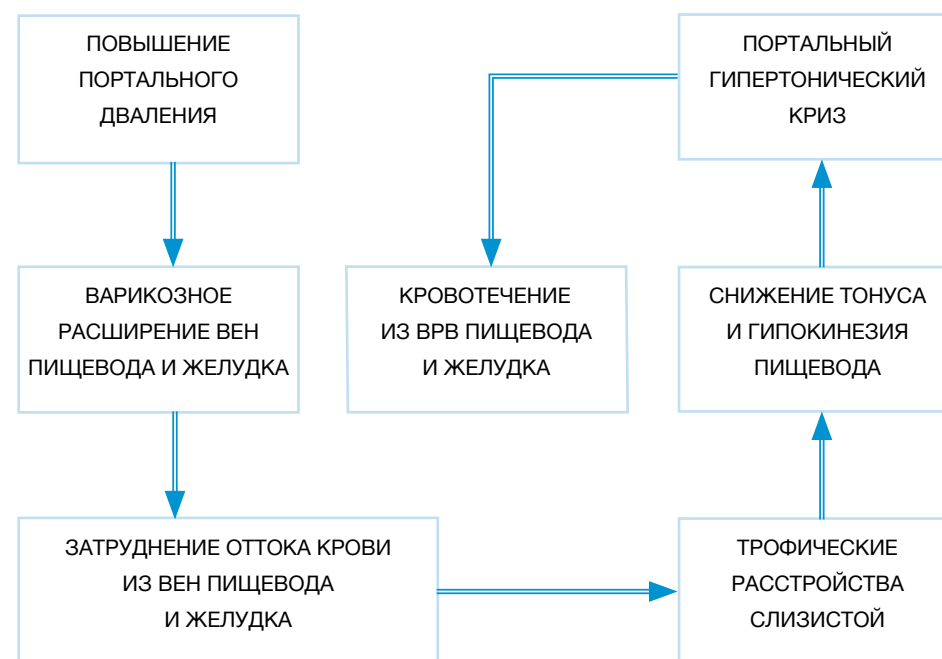 ПОВЫШЕНИЕ
ПОРТАЛЬНОГО
ДВАЛЕНИЯ
ВАРИКОЗНОЕ
РАСШИРЕНИЕ ВЕН
ПИЩЕВОДА И ЖЕЛУДКА
ЗАТРУДНЕНИЕ ОТТОКА КРОВИ
ИЗ ВЕН ПИЩЕВОДА
И ЖЕЛУДКА
ТРОФИЧЕСКИЕ
РАССТРОЙСТВА
СЛИЗИСТОЙ
СНИЖЕНИЕ ТОНУСА
И ГИПОКИНЕЗИЯ
ПИЩЕВОДА
ПОРТАЛЬНЫЙ
ГИПЕРТОНИЧЕСКИЙ
КРИЗ
КРОВОТЕЧЕНИЕ
ИЗ ВРВ ПИЩЕВОДА
И ЖЕЛУДКА